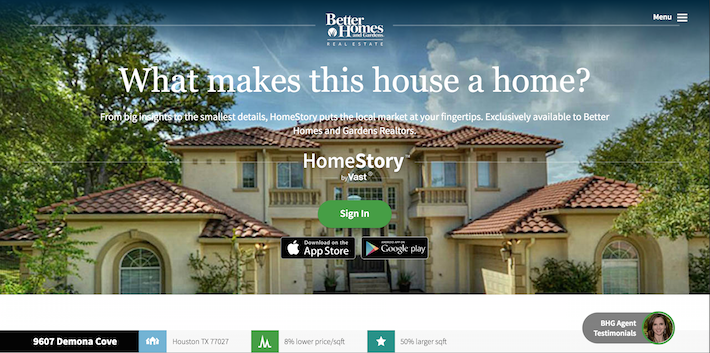 Better
Homes
and Gardens
REAL ESTATE
Menu
What makes this house a home?
From big insights to the smallest details, HomeStory puts the local market at your fingertips. Exclusively available to Better
Homes and Gardens Realtors.
HomeStory
by Vast
Sign In
Download on the
App Store
ANDROID APP ON
Google play
BHG Agent
Testimonials
9607 Demona Cove
Houston TX 77027
8% lower price/sqft
50% larger sqft